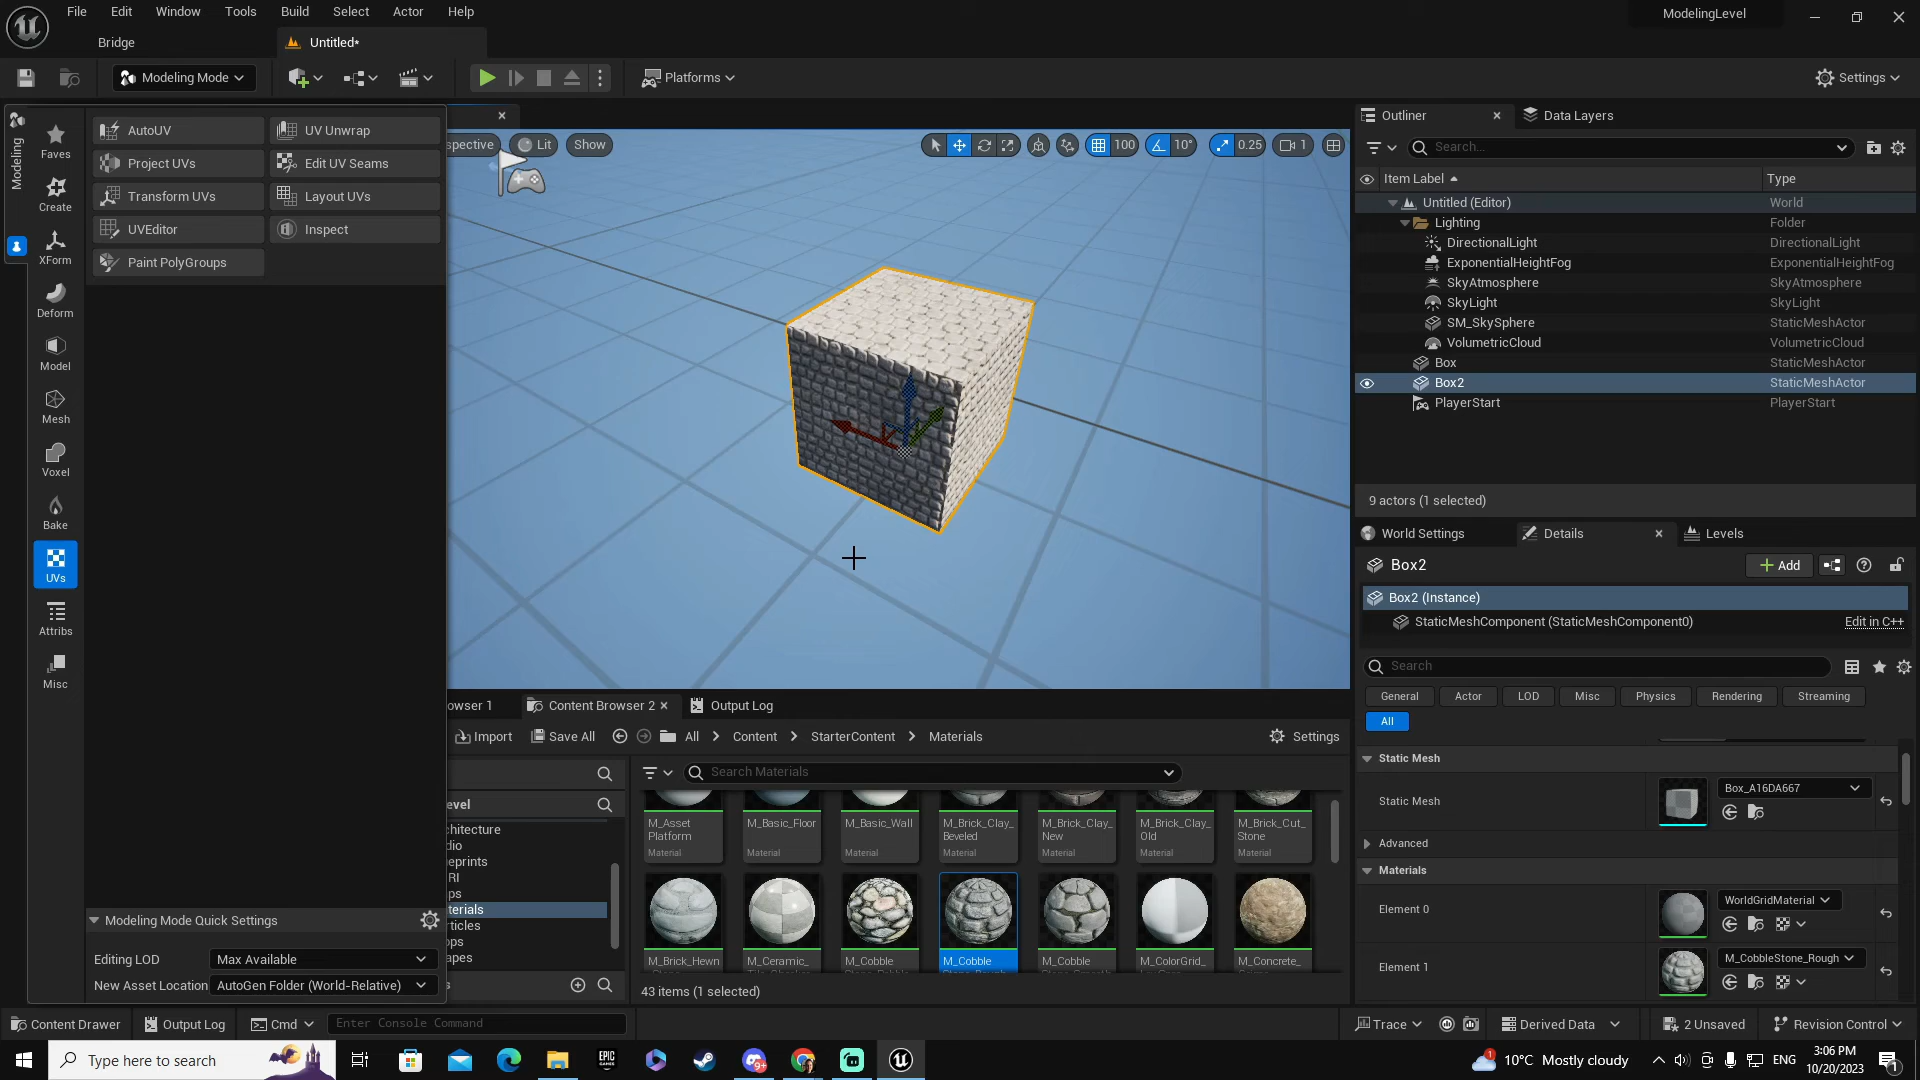 File Edit Window Tools Build Select Actor Help
ModelingLevel
Bridge
Untitled*
Modeling Mode
Platforms
Settings
Modeling
Faves
Create
XForm
Deform
Model
Mesh
Voxel
Bake
UVs
Attribs
Misc
AutoUV UV Unwrap
Project UVs Edit UV Seams
Transform UVs Layout UVs
UVEditor Inspect
Paint PolyGroups
Modeling Mode Quick Settings
Editing LOD Max Available
New Asset Location AutoGen Folder (World-Relative)
spective Lit Show
100 10° 0.25 1
Outliner Data Layers
Search...
Item Label Type
Untitled (Editor) World
Lighting Folder
DirectionalLight DirectionalLight
ExponentialHeightFog ExponentialHeightFog
SkyAtmosphere SkyAtmosphere
SkyLight SkyLight
SM_SkySphere StaticMeshActor
VolumetricCloud VolumetricCloud
Box StaticMeshActor
Box2 StaticMeshActor
PlayerStart PlayerStart
9 actors (1 selected)
World Settings Details Levels
Box2
Add
Box2 (Instance)
StaticMeshComponent (StaticMeshComponent0) Edit in C++
Search
General Actor LOD Misc Physics Rendering Streaming
All
Static Mesh
Static Mesh Box_A16DA667
Advanced
Materials
Element 0 WorldGridMaterial
Element 1 M_CobbleStone_Rough
owser 1 Content Browser 2 Output Log
Import Save All All Content StarterContent Materials Settings
Search Materials
evel
chitecture
dio
eprints
RI
ps
terials
rticles
ops
apes
s
M_Asset Platform Material
M_Basic_Floor Material
M_Basic_Wall Material
M_Brick_Clay_ Beveled Material
M_Brick_Clay_ New Material
M_Brick_Clay_ Old Material
M_Brick_Cut_ Stone Material
M_Brick_Hewn
M_Ceramic_
M_Cobble
M_Cobble
M_Cobble
M_ColorGrid_
M_Concrete_
43 items (1 selected)
Content Drawer Output Log Cmd Enter Console Command
Trace Derived Data 2 Unsaved Revision Control
Type here to search
EPIC GAMES
9+
1
10°C Mostly cloudy
ENG
3:06 PM
10/20/2023
1